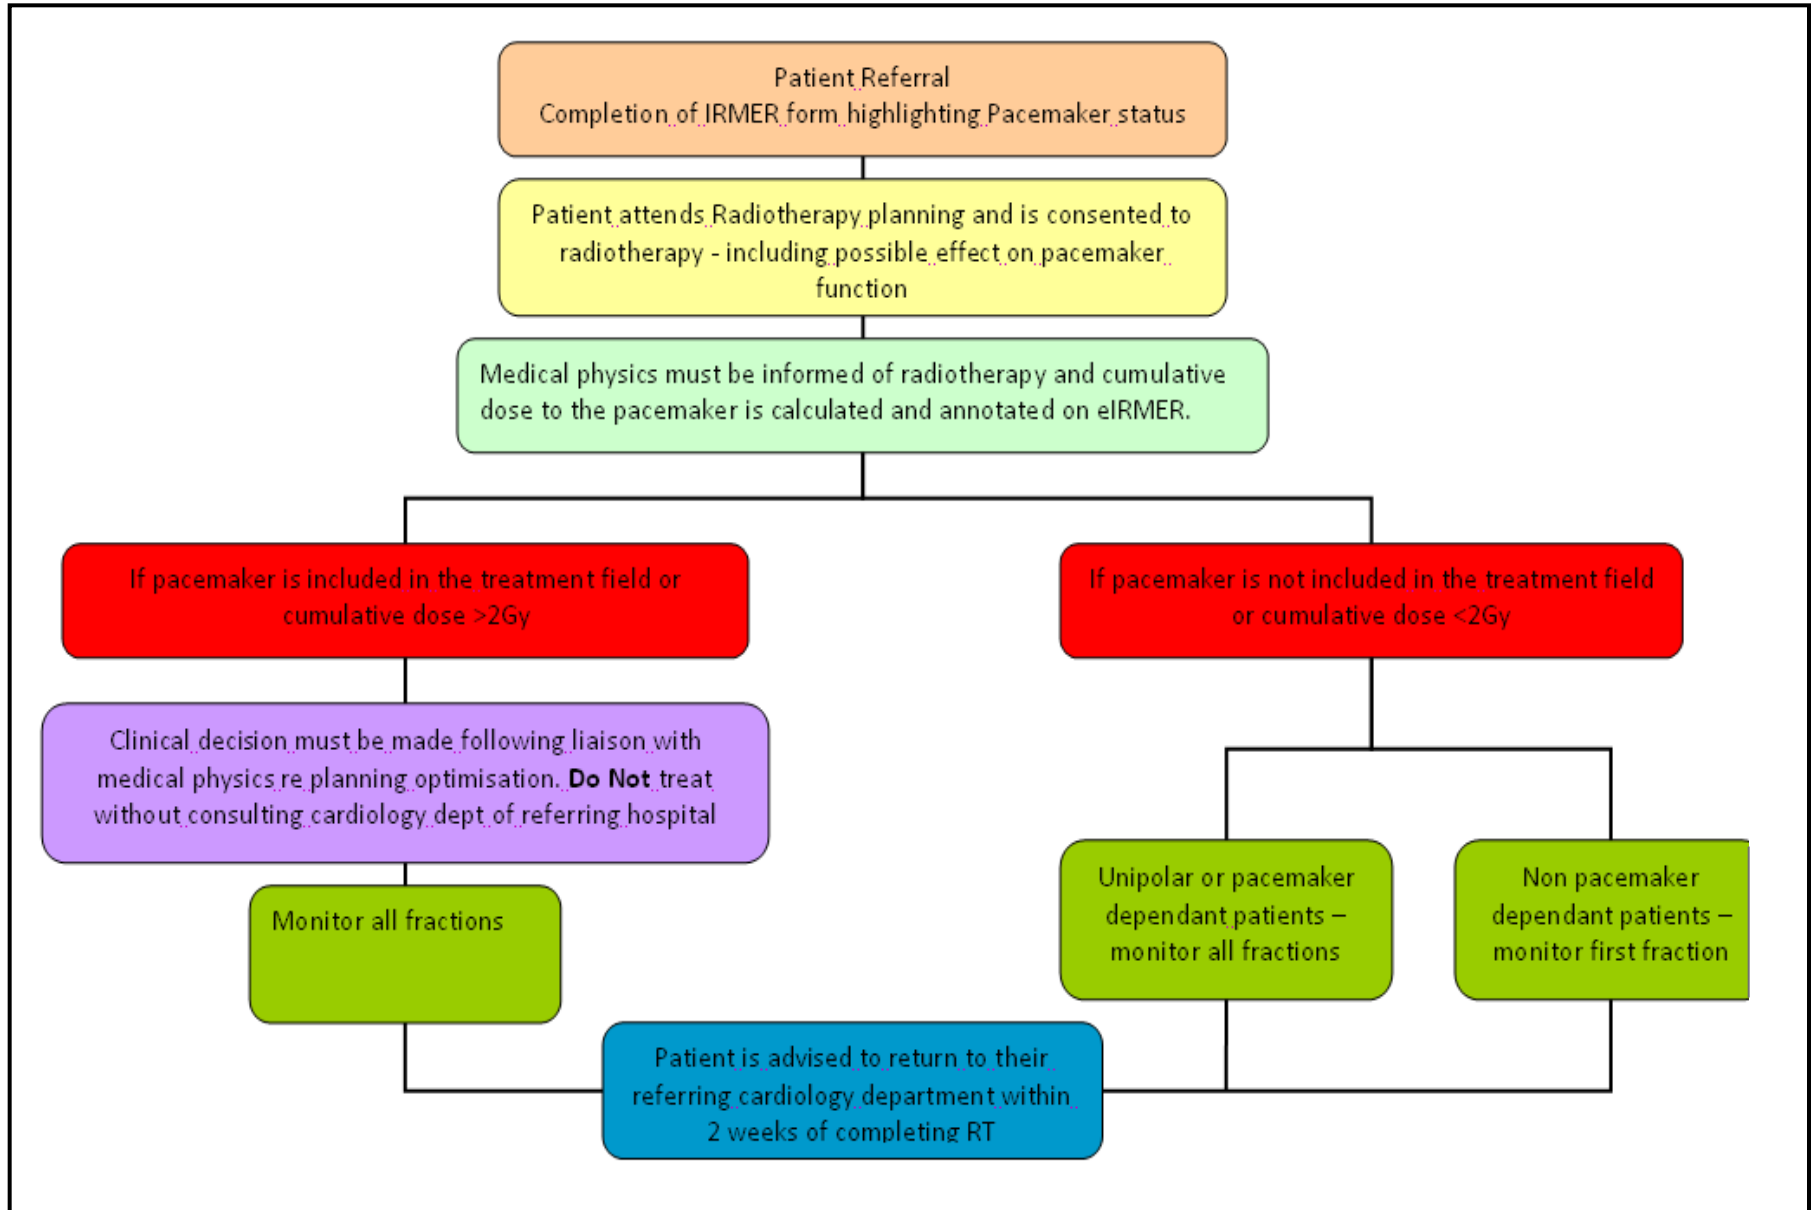 Patient Referral
Completion of IRMER form highlighting Pacemaker status
Patient attends Radiotherapy planning and is consented to
radiotherapy - including possible effect on pacemaker
function
Medical physics must be informed of radiotherapy and cumulative
dose to the pacemaker is calculated and annotated on eIRMER.
If pacemaker is included in the treatment field or
cumulative dose >2Gy
If pacemaker is not included in the treatment field
or cumulative dose <2Gy
Clinical decision must be made following liaison with
medical physics re planning optimisation. Do Not treat
without consulting cardiology dept of referring hospital
Monitor all fractions
Unipolar or pacemaker
dependant patients –
monitor all fractions
Non pacemaker
dependant patients –
monitor first fraction
Patient is advised to return to their
referring cardiology department within
2 weeks of completing RT